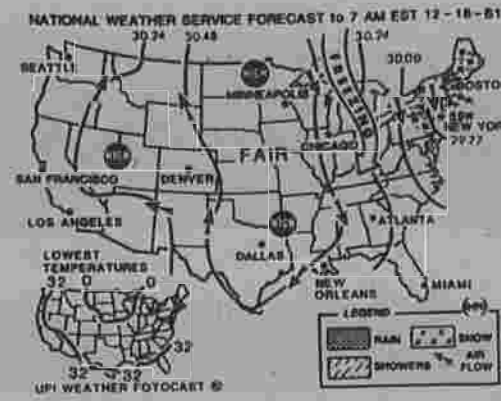 NATIONAL WEATHER SERVICE FORECAST to 7 AM EST 12-18-81
30.24
30.48
30.24
30.00
SEATTLE
MINNEAPOLIS
FREEZING
BOSTON
NEW YORK
29.77
CHICAGO
FAIR
SAN FRANCISCO
DENVER
LOS ANGELES
ATLANTA
DALLAS
NEW
ORLEANS
MIAMI
LOWEST
TEMPERATURES
32
0
0
32
32
32
LEGEND
RAIN
SNOW
SHOWERS
AIR
FLOW
UPI WEATHER FOTOCAST ©